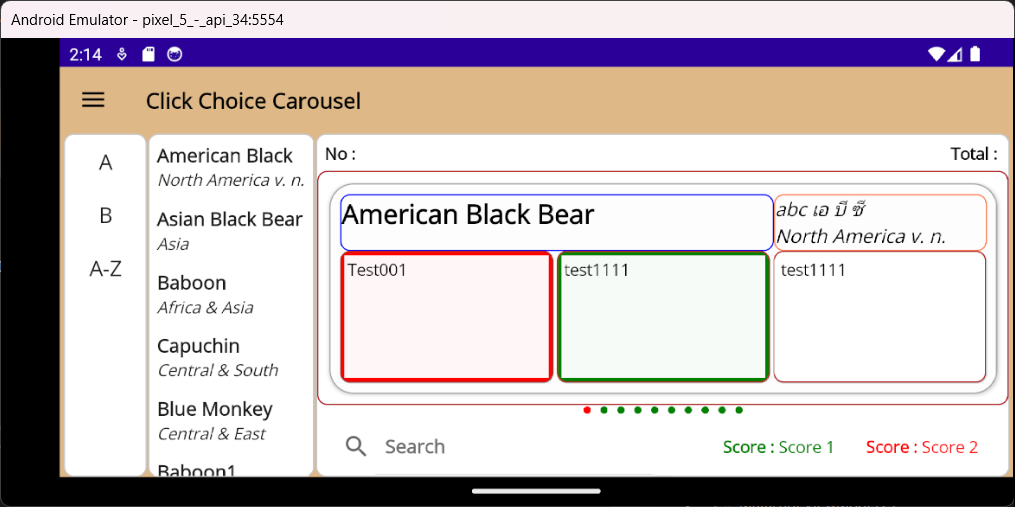 Android Emulator - pixel_5_-_api_34:5554
2:14
Click Choice Carousel
A
B
A-Z
American Black
North America v. n.
Asian Black Bear
Asia
Baboon
Africa & Asia
Capuchin
Central & South
Blue Monkey
Central & East
Baboon1
No :
Total :
American Black Bear
abc เอ บี ซี
North America v. n.
Test001
test1111
test1111
Search
Score : Score 1
Score : Score 2